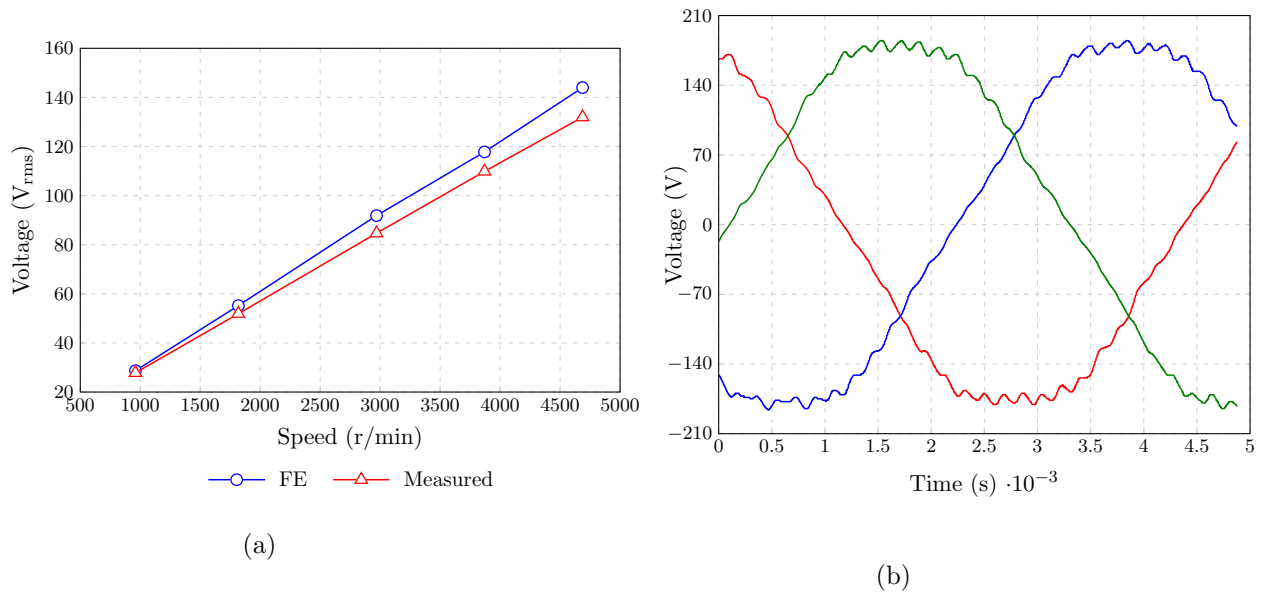 160
140
120
100
80
60
40
20
Voltage (Vrms)
500 1000 1500 2000 2500 3000 3500 4000 4500 5000
Speed (r/min)
FE Measured
(a)
210
140
70
0
−70
−140
−210
Voltage (V)
0 0.5 1 1.5 2 2.5 3 3.5 4 4.5 5
Time (s) ·10−3
(b)